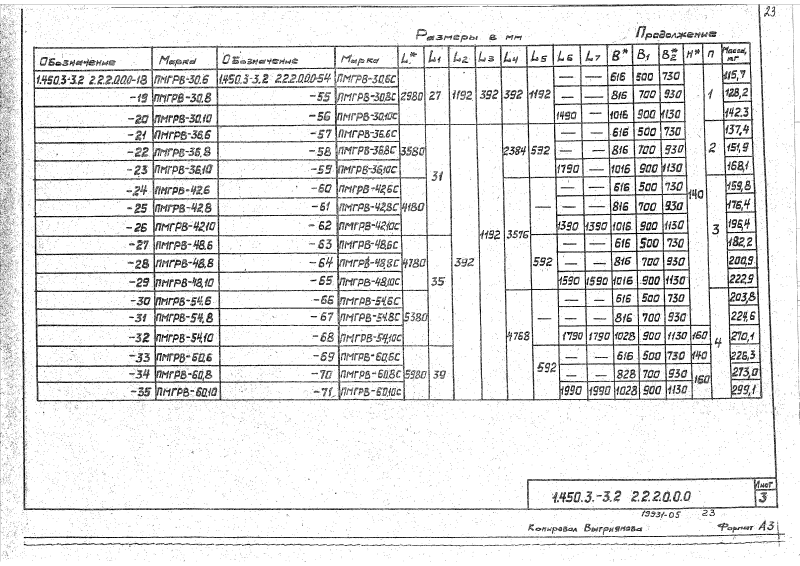 23
Размеры в мм Продолжение
Обозначение Марка Обозначение Марка L* L1 L2 L3 L4 L5 L6 L7 B* B1 B2* H* n Масса, кг
1.450.3-3.2 2.2.2.0.0.0-18 ПМГРВ-30.6 1.450.3-3.2 2.2.2.0.0.0-54 ПМГРВ-30.6С — — 616 500 730 115,7
-19 ПМГРВ-30.8 -55 ПМГРВ-30.8С 2980 27 1192 392 392 1192 — — 816 700 930 1 128,2
-20 ПМГРВ-30.10 -56 ПМГРВ-30.10С 1490 — 1016 900 1130 142.3
-21 ПМГРВ-36.6 -57 ПМГРВ-36.6С — — 616 500 730 137,4
-22 ПМГРВ-36.8 -58 ПМГРВ-36.8С 3580 2384 592 — — 816 700 930 2 151,9
-23 ПМГРВ-36.10 -59 ПМГРВ-36.10С 31 1790 — 1016 900 1130 168,1
-24 ПМГРВ-42.6 -60 ПМГРВ-42.6С — — 616 500 730 140 159,8
-25 ПМГРВ-42.8 -61 ПМГРВ-42.8С 4180 — — — 816 700 930 176,4
-26 ПМГРВ-42.10 -62 ПМГРВ-42.10С 1192 3576 1390 1390 1016 900 1130 3 196,4
-27 ПМГРВ-48.6 -63 ПМГРВ-48.6С — — 616 500 730 182,2
-28 ПМГРВ-48.8 -64 ПМГРВ-48.8С 4780 392 592 — — 816 700 930 200,9
-29 ПМГРВ-48.10 -65 ПМГРВ-48.10С 35 1590 1590 1016 900 1130 222,9
-30 ПМГРВ-54.6 -66 ПМГРВ-54.6С — — 616 500 730 203,8
-31 ПМГРВ-54.8 -67 ПМГРВ-54.8С 5380 — — — 816 700 930 224,6
-32 ПМГРВ-54.10 -68 ПМГРВ-54.10С 4768 1790 1790 1028 900 1130 160 4 270,1
-33 ПМГРВ-60.6 -69 ПМГРВ-60.6С — — 616 500 730 140 226,3
-34 ПМГРВ-60.8 -70 ПМГРВ-60.8С 5980 39 592 — — 828 700 930 160 273,0
-35 ПМГРВ-60.10 -71 ПМГРВ-60.10С 1990 1990 1028 900 1130 299,1
1.450.3.-3.2 2.2.2.0.0.0 Лист 3
19931-05 23
Копировал Выгриянова Формат А3